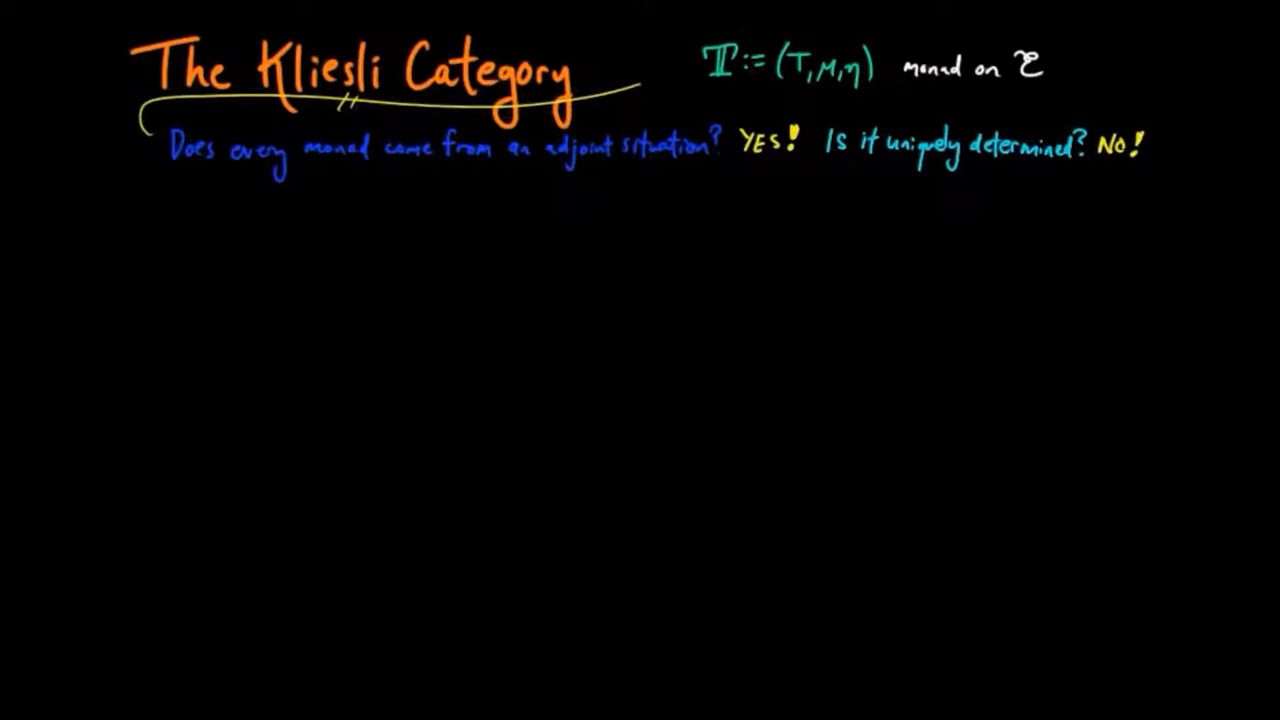 The Kliesli Category
𝕋 := (T, μ, η) monad on ℰ
Does every monad come from an adjoint situation? YES! Is it uniquely determined? NO!